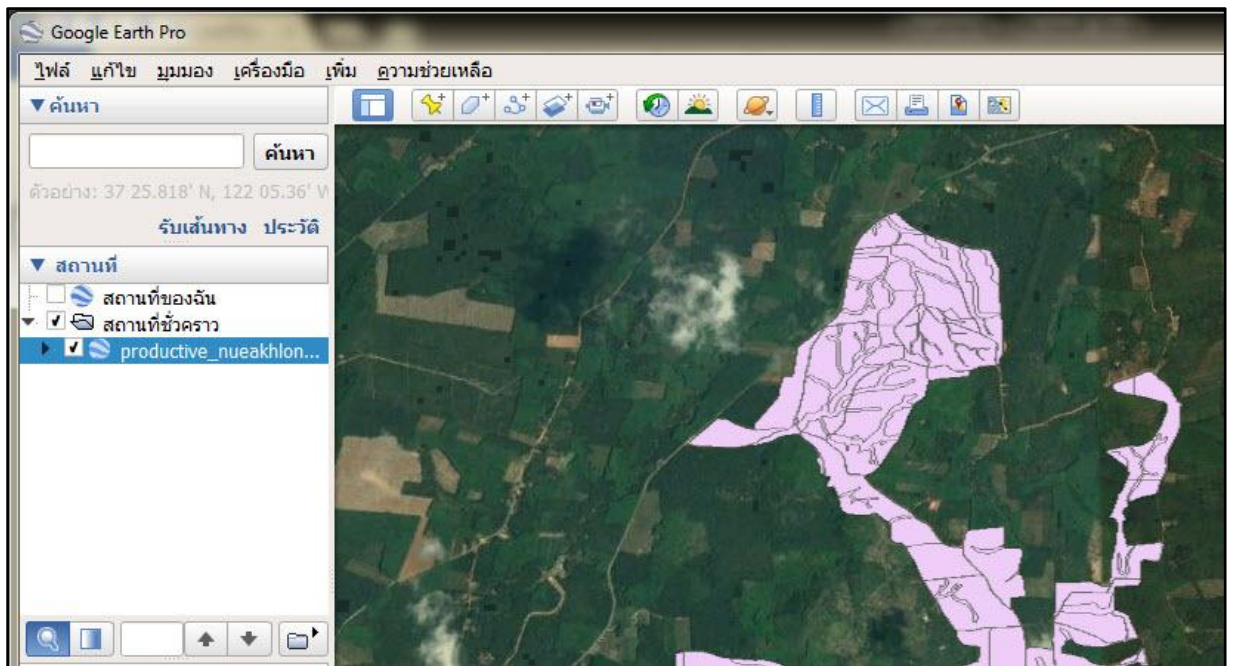 Google Earth Pro
ไฟล์ แก้ไข มุมมอง เครื่องมือ เพิ่ม ความช่วยเหลือ
ค้นหา
ค้นหา
ตัวอย่าง: 37 25.818' N, 122 05.36' W
รับเส้นทาง ประวัติ
สถานที่
สถานที่ของฉัน
สถานที่ชั่วคราว
productive_nueakhlon...